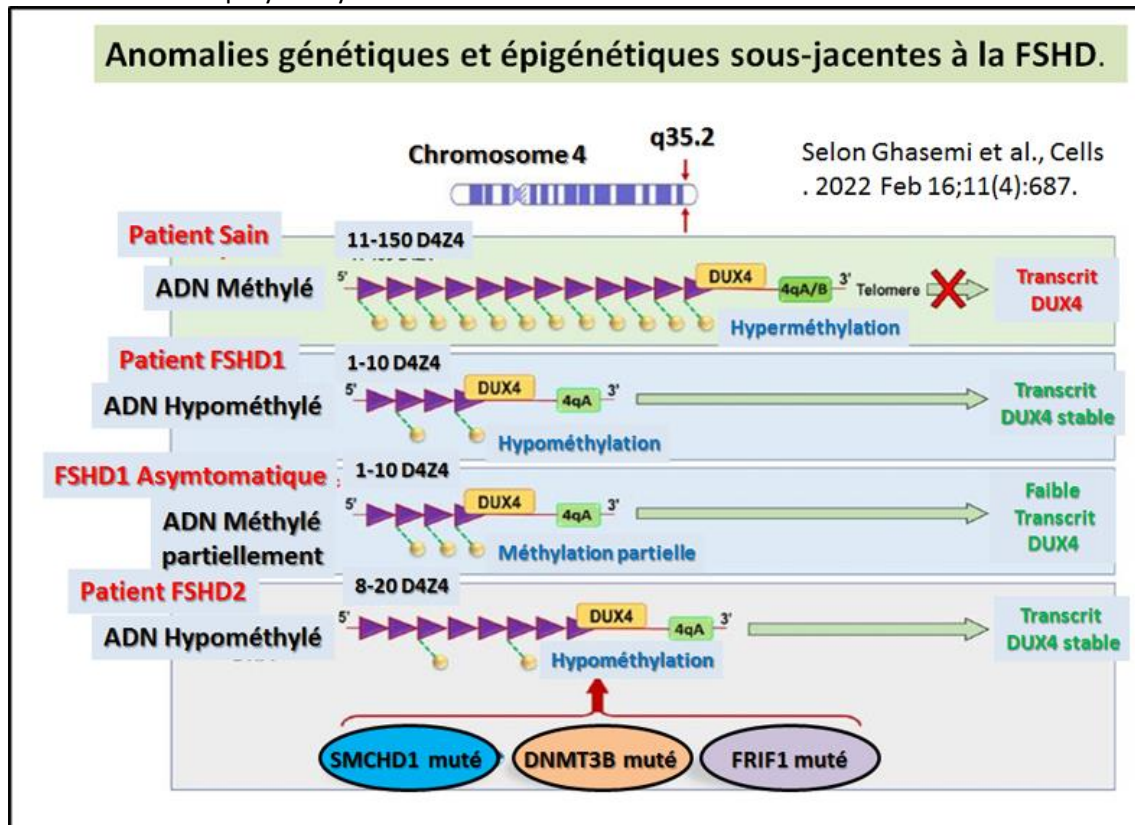 Anomalies génétiques et épigénétiques sous-jacentes à la FSHD.
Chromosome 4
q35.2
Selon Ghasemi et al., Cells
. 2022 Feb 16;11(4):687.
Patient Sain
11-150 D4Z4
ADN Méthylé
5'
DUX4
4qA/B
3'
Telomere
Transcrit
DUX4
Hyperméthylation
Patient FSHD1
1-10 D4Z4
ADN Hypométhylé
5'
DUX4
4qA
3'
Transcrit
DUX4 stable
Hypométhylation
FSHD1 Asymtomatique :
1-10 D4Z4
ADN Méthylé
partiellement
5'
DUX4
4qA
3'
Faible
Transcrit
DUX4
Méthylation partielle
Patient FSHD2
8-20 D4Z4
ADN Hypométhylé
5'
DUX4
4qA
3'
Transcrit
DUX4 stable
Hypométhylation
SMCHD1 muté
DNMT3B muté
FRIF1 muté